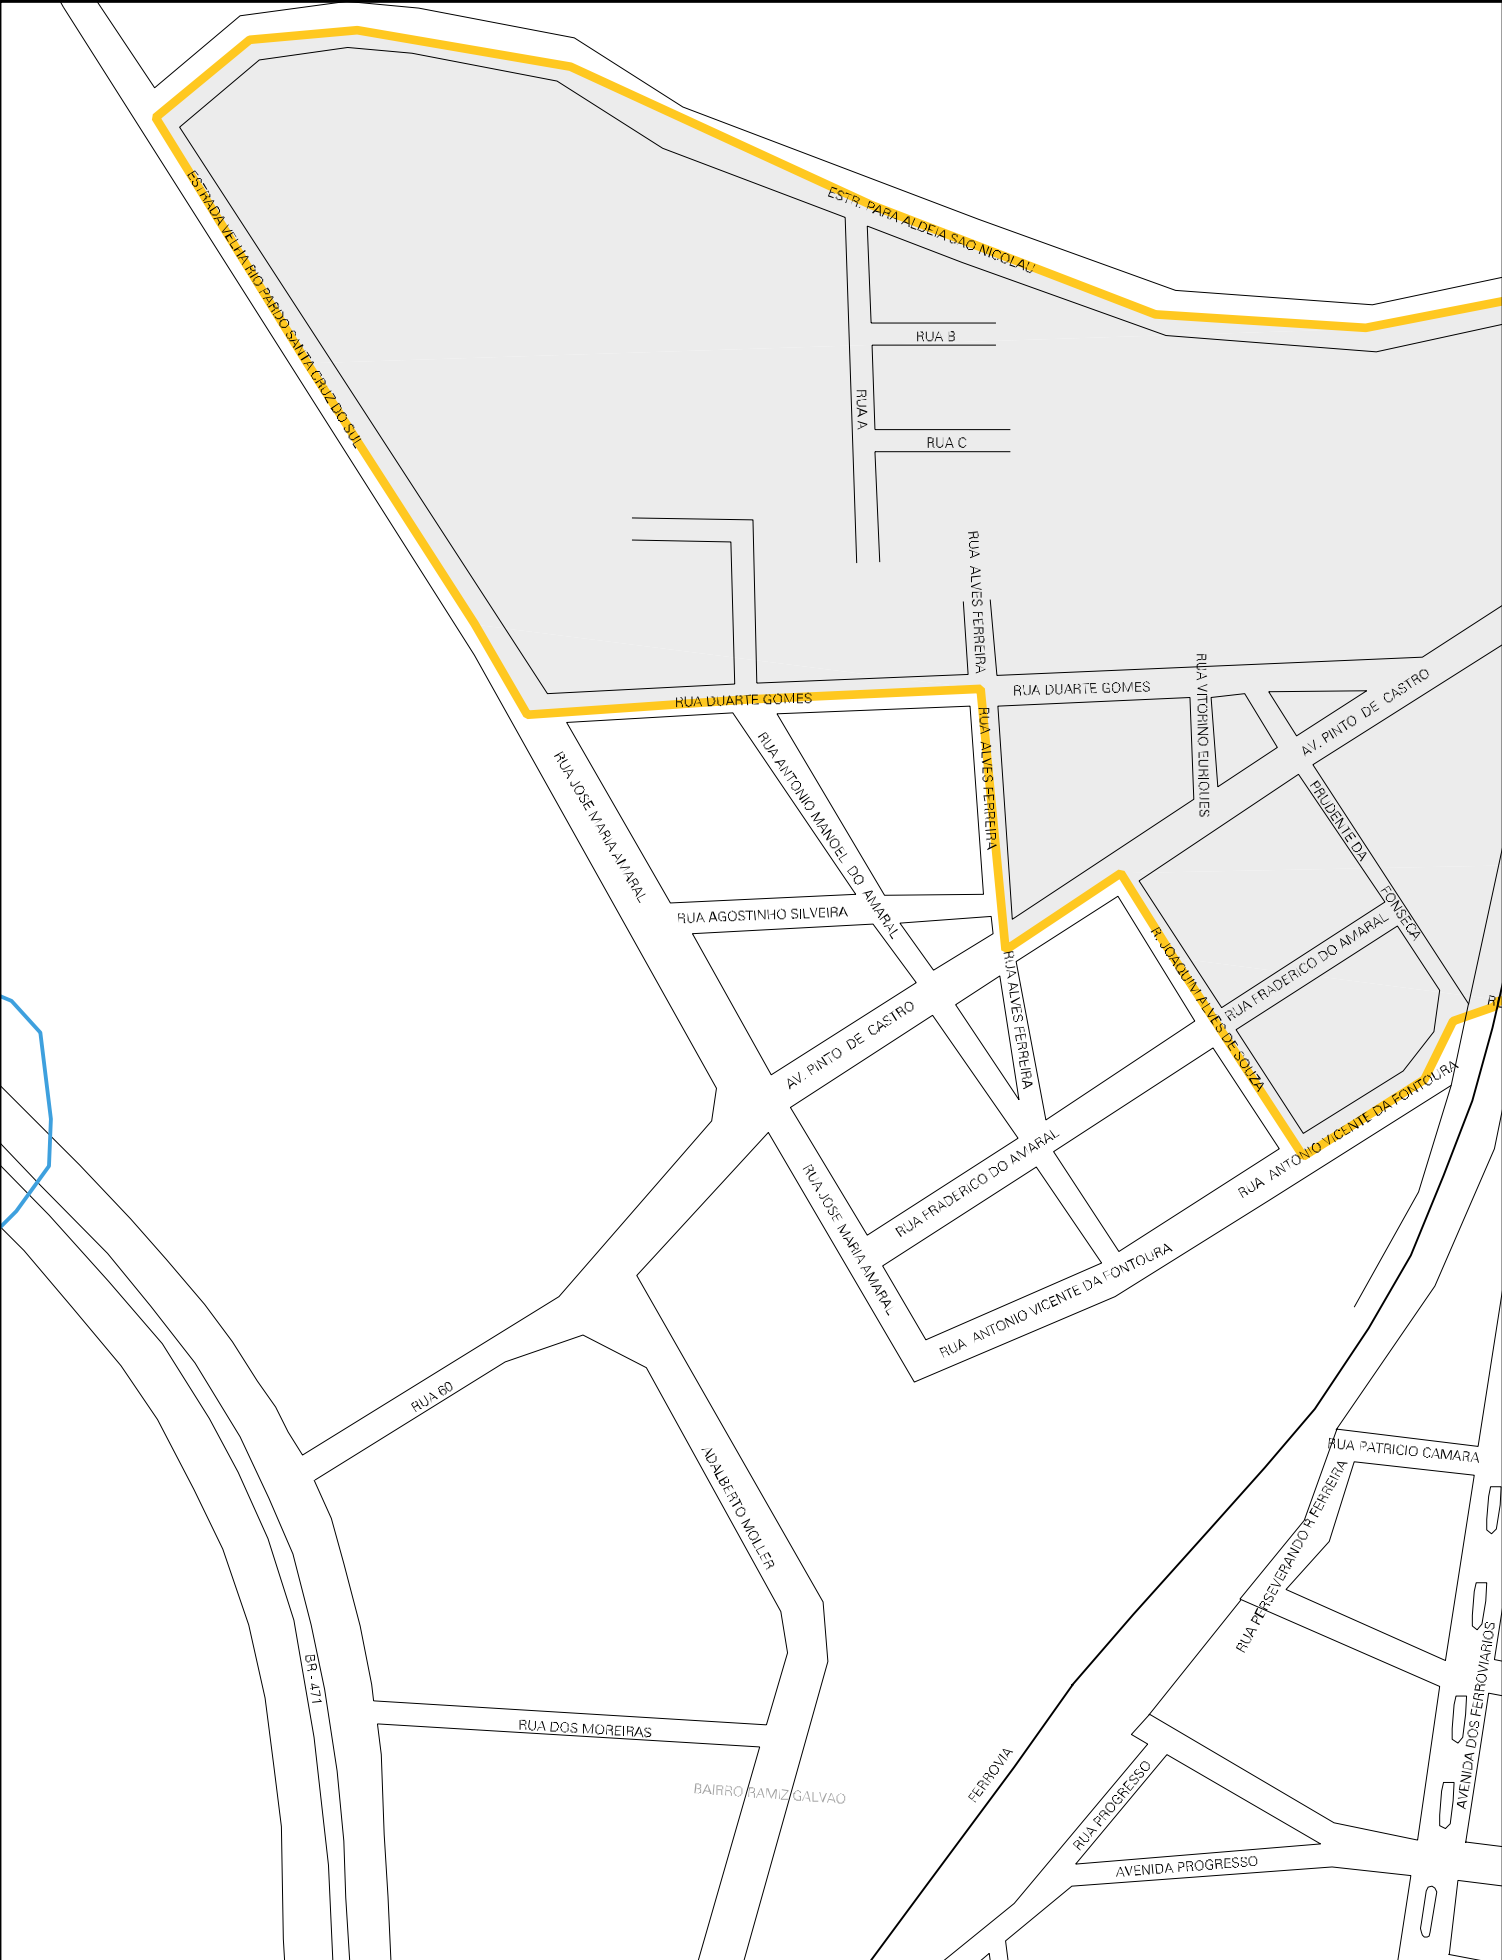 ESTRADA VELHA RIO PARDO SANTA CRUZ DO SUL
ESTR. PARA ALDEIA SAO NICOLAU
RUA B
RUA A
RUA C
RUA  ALVES FERREIRA
RUA DUARTE GOMES
RUA DUARTE GOMES
RUA VITORINO EURIQUES
AV. PINTO  DE CASTRO
RUA  ALVES FERREIRA
RUA JOSE MARIA AMARAL
RUA ANTONIO MANOEL  DO  AMARAL
PRUDENTE DA
FONSECA
RUA AGOSTINHO SILVEIRA
RUA FRADERICO DO AMARAL
R. JOAQUIM ALVES DE SOUZA
RUA ALVES FERREIRA
AV. PINTO  DE CASTRO
RUA  ANTONIO VICENTE DA FONTOURA
RUA FRADERICO DO AMARAL
RUA JOSE MARIA AMARAL
RUA  ANTONIO VICENTE DA FONTOURA
RUA 60
ADALBERTO MOLLER
RUA PATRICIO CAMARA
RUA PERSEVERANDO R FERREIRA
BR - 471
RUA DOS MOREIRAS
AVENIDA DOS FERROVIARIOS
BAIRRO RAMIZ GALVAO
FERROVIA
RUA PROGRESSO
AVENIDA PROGRESSO